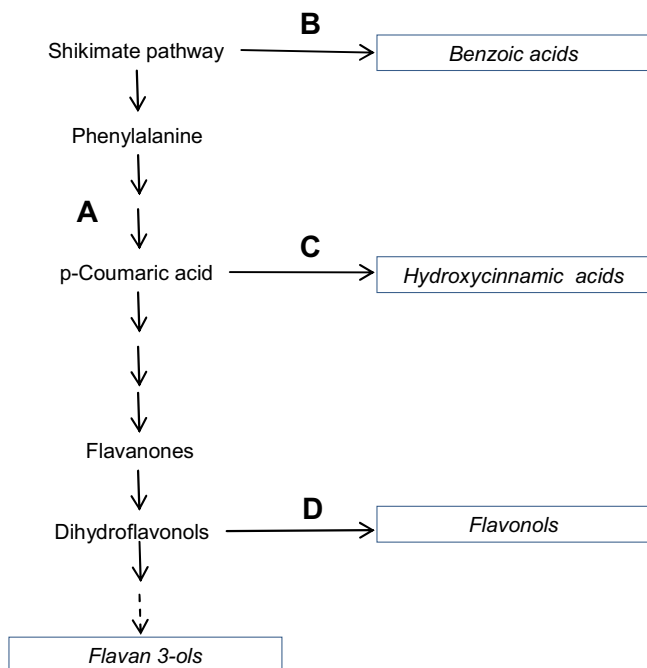 B
Shikimate pathway
Benzoic acids
Phenylalanine
A
C
p-Coumaric acid
Hydroxycinnamic acids
Flavanones
D
Dihydroflavonols
Flavonols
Flavan 3-ols